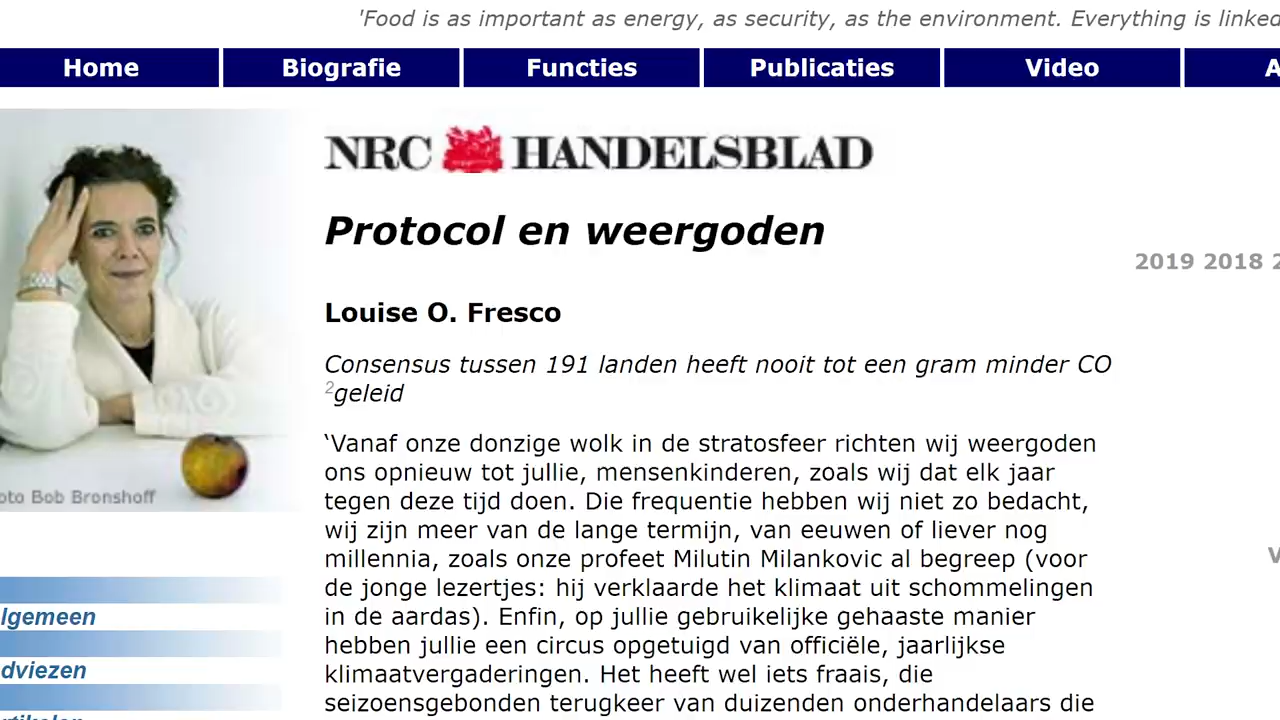 'Food is as important as energy, as security, as the environment. Everything is linked
Home Biografie Functies Publicaties Video A
NRC HANDELSBLAD
Protocol en weergoden
2019 2018 2
Louise O. Fresco
Consensus tussen 191 landen heeft nooit tot een gram minder CO
2geleid
‘Vanaf onze donzige wolk in de stratosfeer richten wij weergoden
ons opnieuw tot jullie, mensenkinderen, zoals wij dat elk jaar
tegen deze tijd doen. Die frequentie hebben wij niet zo bedacht,
wij zijn meer van de lange termijn, van eeuwen of liever nog
millennia, zoals onze profeet Milutin Milankovic al begreep (voor
de jonge lezertjes: hij verklaarde het klimaat uit schommelingen
in de aardas). Enfin, op jullie gebruikelijke gehaaste manier
hebben jullie een circus opgetuigd van officiële, jaarlijkse
klimaatvergaderingen. Het heeft wel iets fraais, die
seizoensgebonden terugkeer van duizenden onderhandelaars die
oto Bob Bronshoff
V
lgemeen
dviezen